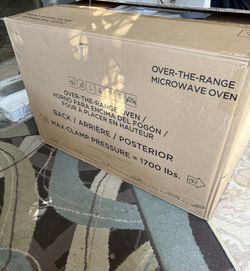 OVER-THE-RANGE
MICROWAVE OVEN
OVER-THE-RANGE OVEN /
HORNO PARA ENCIMA DEL FOGÓN /
FOUR À PLACER EN HAUTEUR
BACK / ARRIÈRE / POSTERIOR
MAX CLAMP PRESSURE = 1700 lbs.